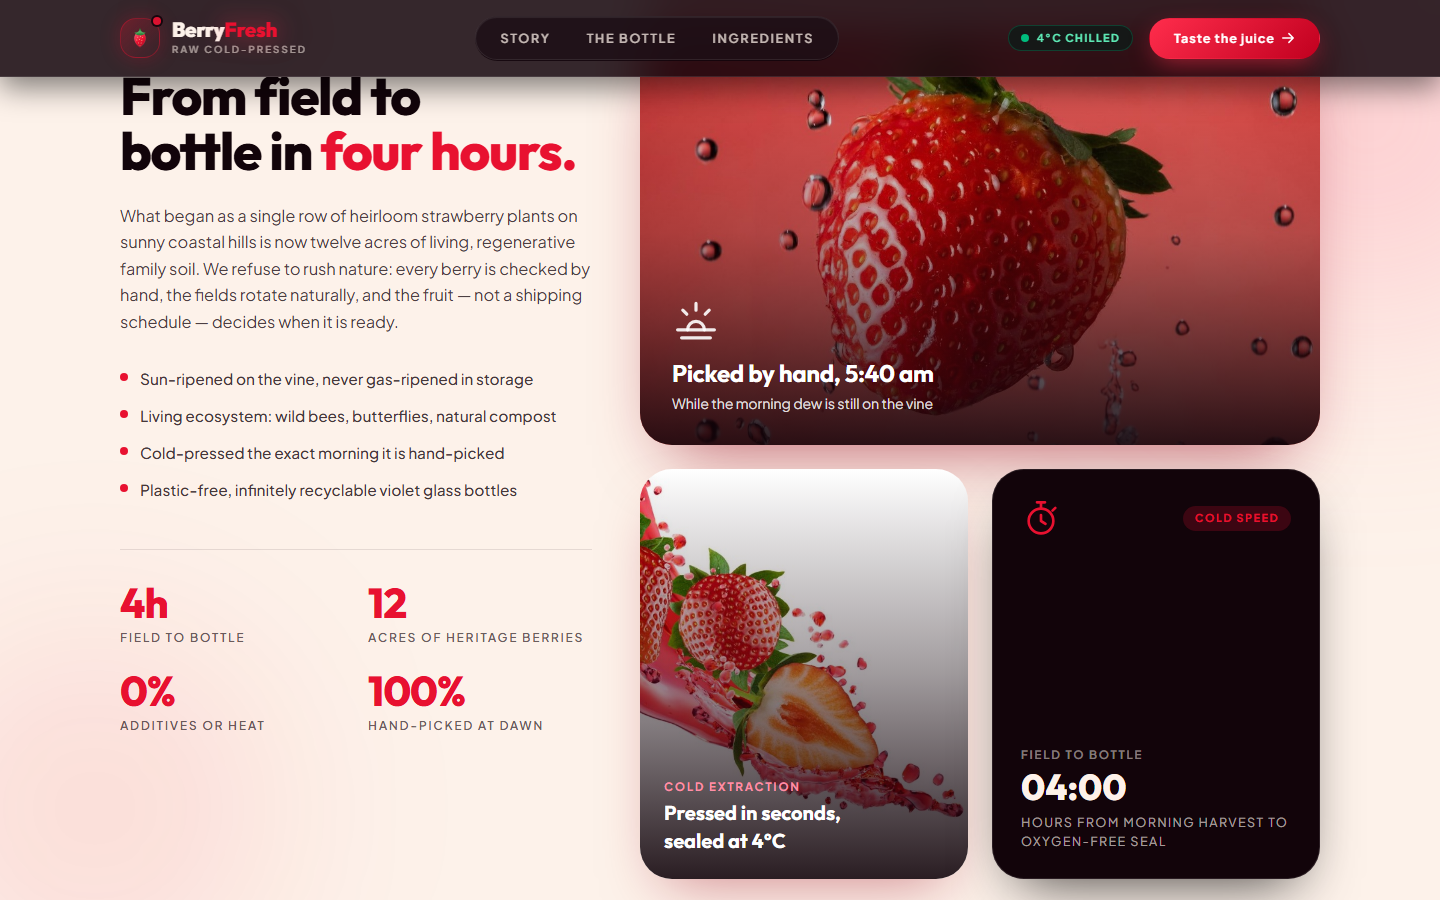 BerryFresh
RAW COLD-PRESSED
STORY
THE BOTTLE
INGREDIENTS
4°C CHILLED
Taste the juice →
From field to
bottle in four hours.
What began as a single row of heirloom strawberry plants on
sunny coastal hills is now twelve acres of living, regenerative
family soil. We refuse to rush nature: every berry is checked by
hand, the fields rotate naturally, and the fruit — not a shipping
schedule — decides when it is ready.
Sun-ripened on the vine, never gas-ripened in storage
Living ecosystem: wild bees, butterflies, natural compost
Cold-pressed the exact morning it is hand-picked
Plastic-free, infinitely recyclable violet glass bottles
4h
FIELD TO BOTTLE
12
ACRES OF HERITAGE BERRIES
0%
ADDITIVES OR HEAT
100%
HAND-PICKED AT DAWN
Picked by hand, 5:40 am
While the morning dew is still on the vine
COLD EXTRACTION
Pressed in seconds,
sealed at 4°C
COLD SPEED
FIELD TO BOTTLE
04:00
HOURS FROM MORNING HARVEST TO
OXYGEN-FREE SEAL